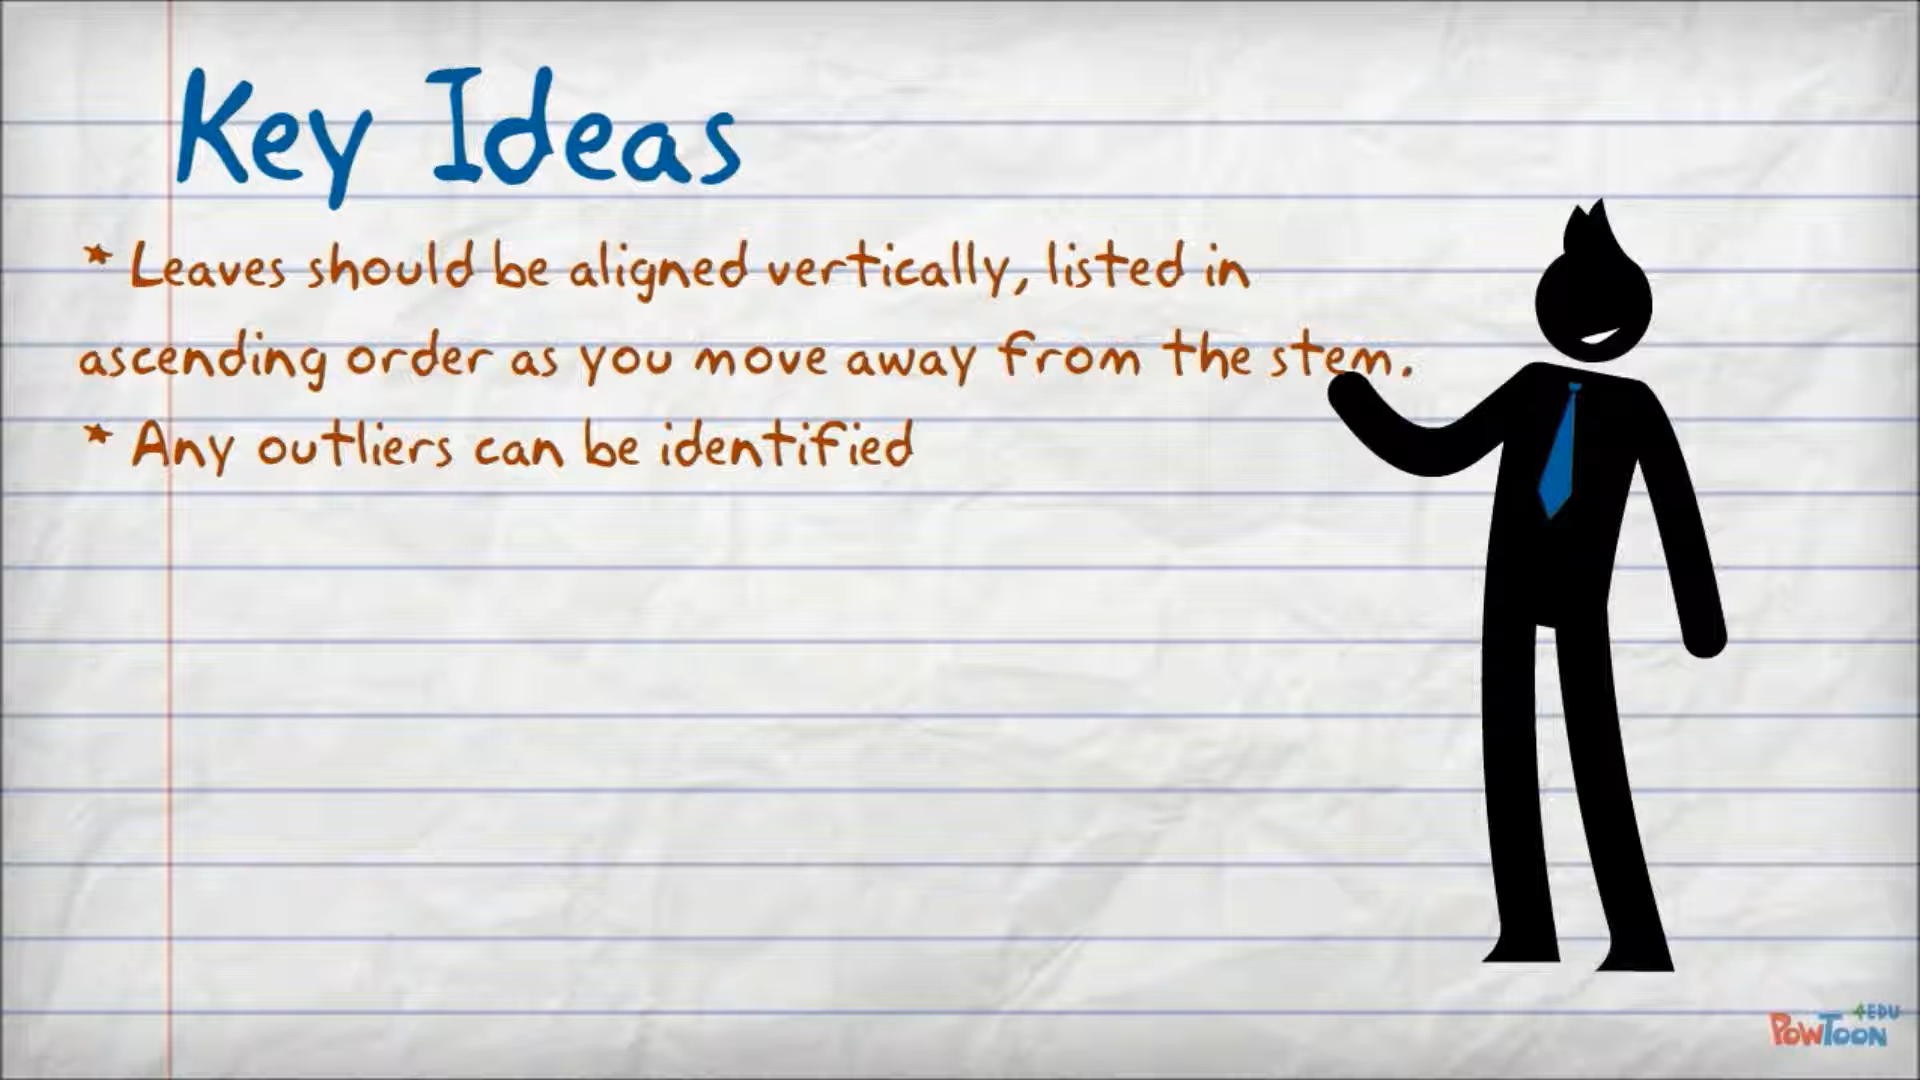 Key Ideas
* Leaves should be aligned vertically, listed in
ascending order as you move away from the stem.
* Any outliers can be identified
4EDU
POWTOON